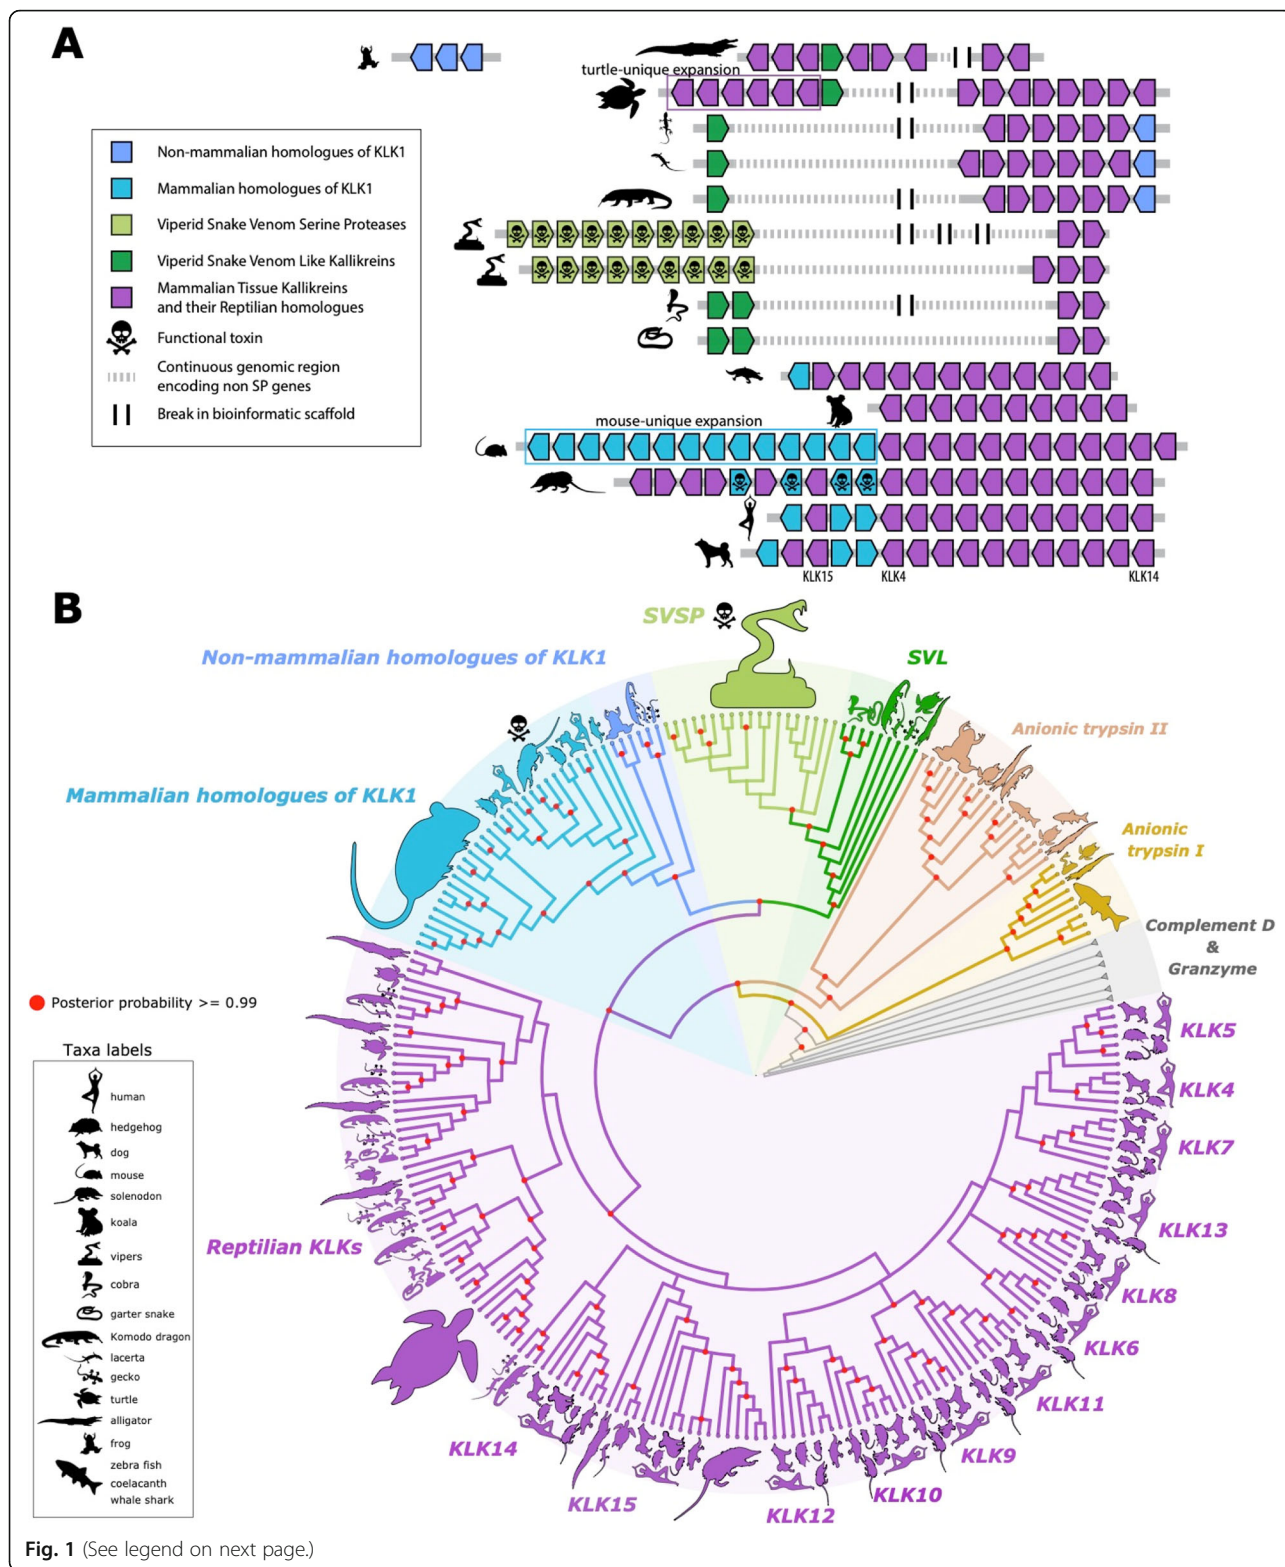 A
turtle-unique expansion
Non-mammalian homologues of KLK1
Mammalian homologues of KLK1
Viperid Snake Venom Serine Proteases
Viperid Snake Venom Like Kallikreins
Mammalian Tissue Kallikreins
and their Reptilian homologues
Functional toxin
Continuous genomic region
encoding non SP genes
Break in bioinformatic scaffold
mouse-unique expansion
KLK15
KLK4
KLK14
B
SVSP
Non-mammalian homologues of KLK1
SVL
Anionic trypsin II
Mammalian homologues of KLK1
Anionic
trypsin I
Complement D
&
Granzyme
Posterior probability >= 0.99
KLK5
Taxa labels
human
hedgehog
dog
mouse
solenodon
koala
vipers
cobra
garter snake
Komodo dragon
lacerta
gecko
turtle
alligator
frog
zebra fish
coelacanth
whale shark
KLK4
KLK7
KLK13
Reptilian KLKs
KLK8
KLK6
KLK11
KLK14
KLK9
KLK10
KLK15
KLK12
Fig. 1 (See legend on next page.)